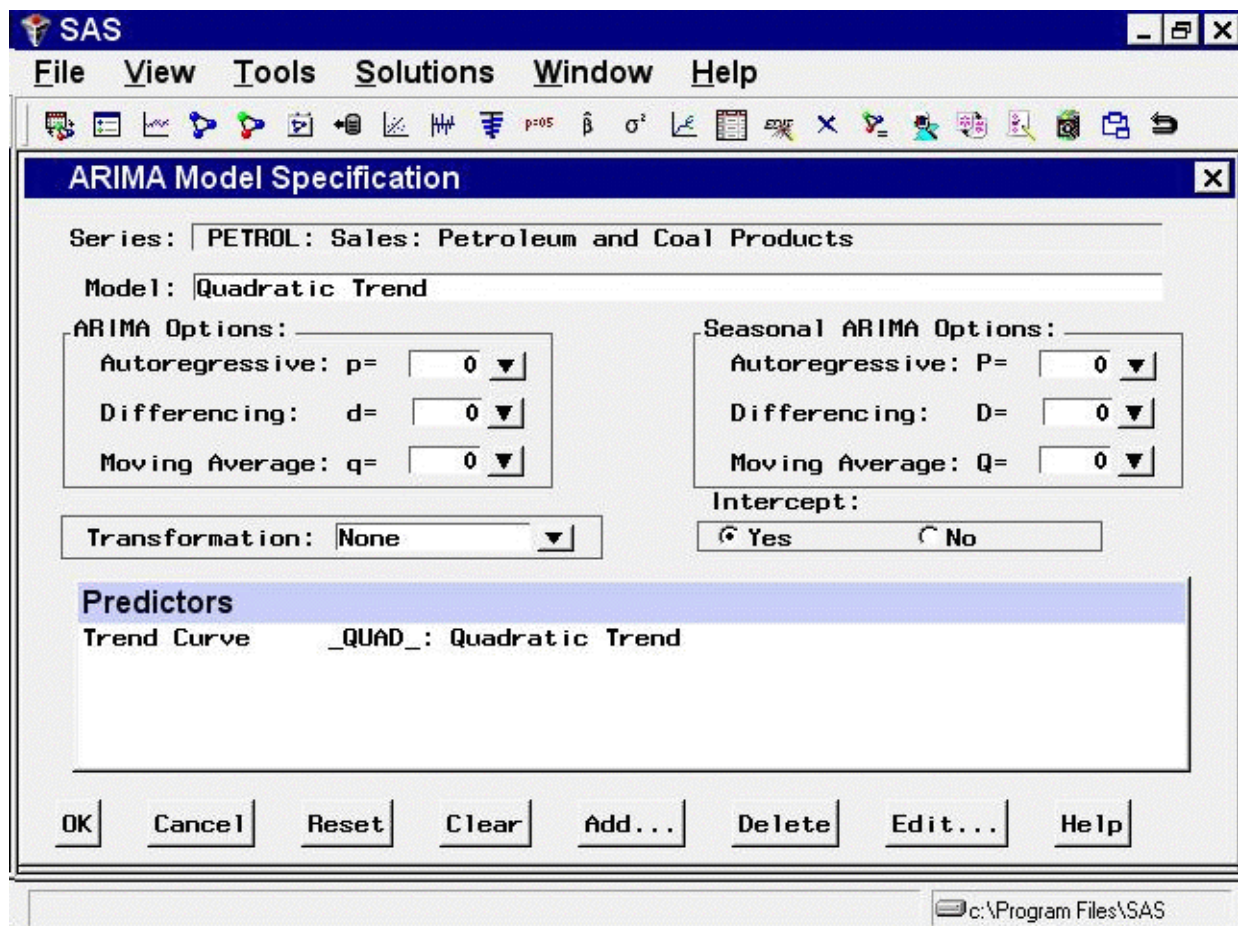 SAS
File View Tools Solutions Window Help
p=05 β̂ σ² EDIT
ARIMA Model Specification
Series: PETROL: Sales: Petroleum and Coal Products
Model: Quadratic Trend
ARIMA Options:
Autoregressive: p= 0
Differencing: d= 0
Moving Average: q= 0
Seasonal ARIMA Options:
Autoregressive: P= 0
Differencing: D= 0
Moving Average: Q= 0
Transformation: None
Intercept:
Yes No
Predictors
Trend Curve _QUAD_: Quadratic Trend
OK Cancel Reset Clear Add... Delete Edit... Help
c:\Program Files\SAS